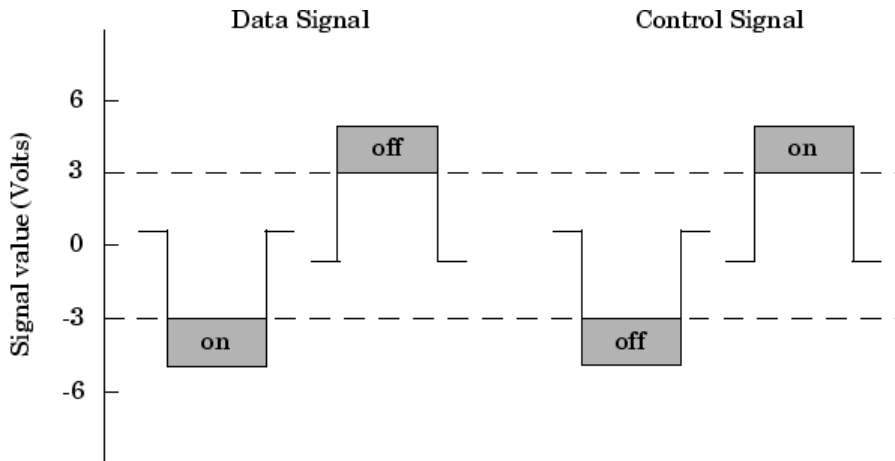 Data Signal
Control Signal
Signal value (Volts)
6
3
0
-3
-6
off
on
on
off